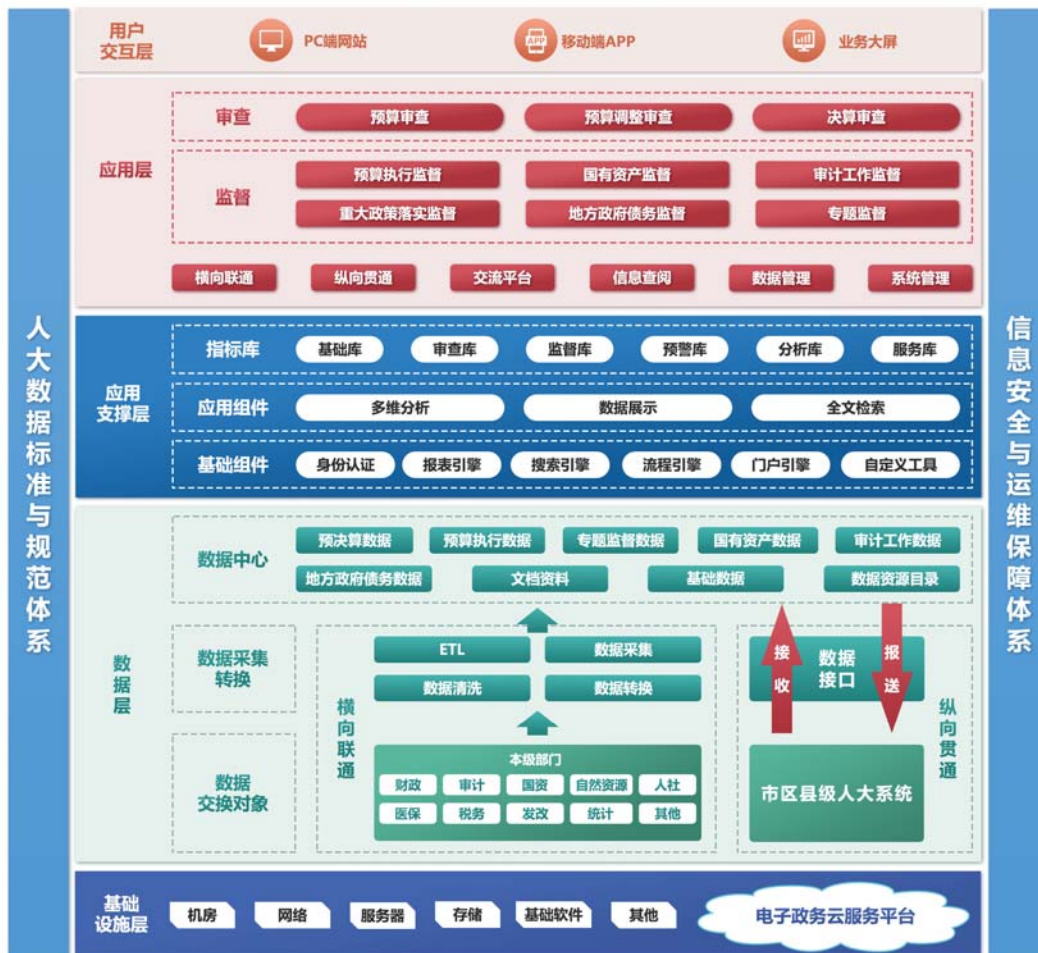 人大数据标准与规范体系
信息安全与运维保障体系
用户
交互层
PC端网站
APP
移动端APP
业务大屏
应用层
审查
预算审查
预算调整审查
决算审查
监督
预算执行监督
国有资产监督
审计工作监督
重大政策落实监督
地方政府债务监督
专题监督
横向联通
纵向贯通
交流平台
信息查阅
数据管理
系统管理
应用
支撑层
指标库
基础库
审查库
监督库
预警库
分析库
服务库
应用组件
多维分析
数据展示
全文检索
基础组件
身份认证
报表引擎
搜索引擎
流程引擎
门户引擎
自定义工具
数据层
数据中心
预决算数据
预算执行数据
专题监督数据
国有资产数据
审计工作数据
地方政府债务数据
文档资料
基础数据
数据资源目录
数据采集
转换
横向联通
ETL
数据采集
数据清洗
数据转换
接收
数据
接口
报送
纵向贯通
数据
交换对象
本级部门
财政
审计
国资
自然资源
人社
医保
税务
发改
统计
其他
市区县级人大系统
基础
设施层
机房
网络
服务器
存储
基础软件
其他
电子政务云服务平台